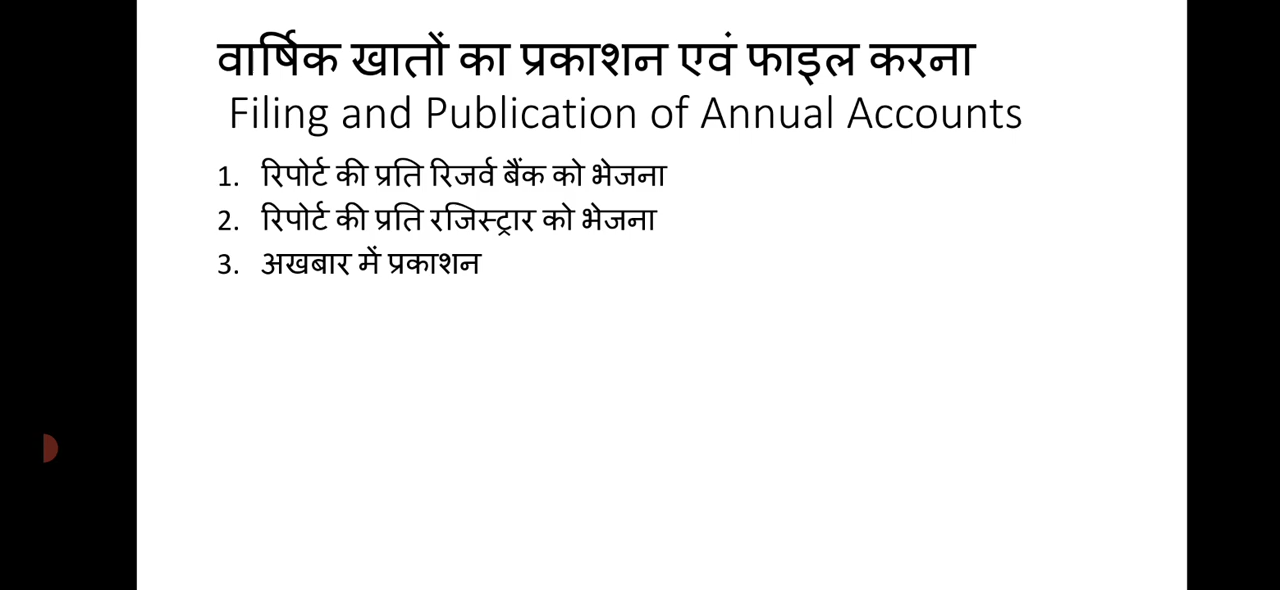 वार्षिक खातों का प्रकाशन एवं फाइल करना
Filing and Publication of Annual Accounts
1. रिपोर्ट की प्रति रिजर्व बैंक को भेजना
2. रिपोर्ट की प्रति रजिस्ट्रार को भेजना
3. अखबार में प्रकाशन